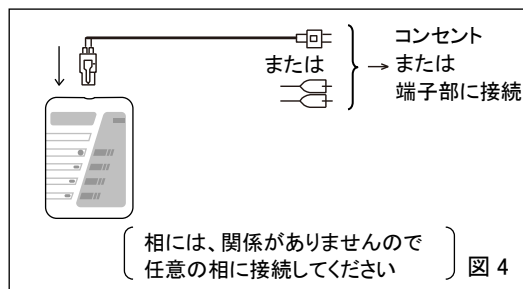 コンセント
または
または
端子部に接続
相には、関係がありませんので
任意の相に接続してください
図 4